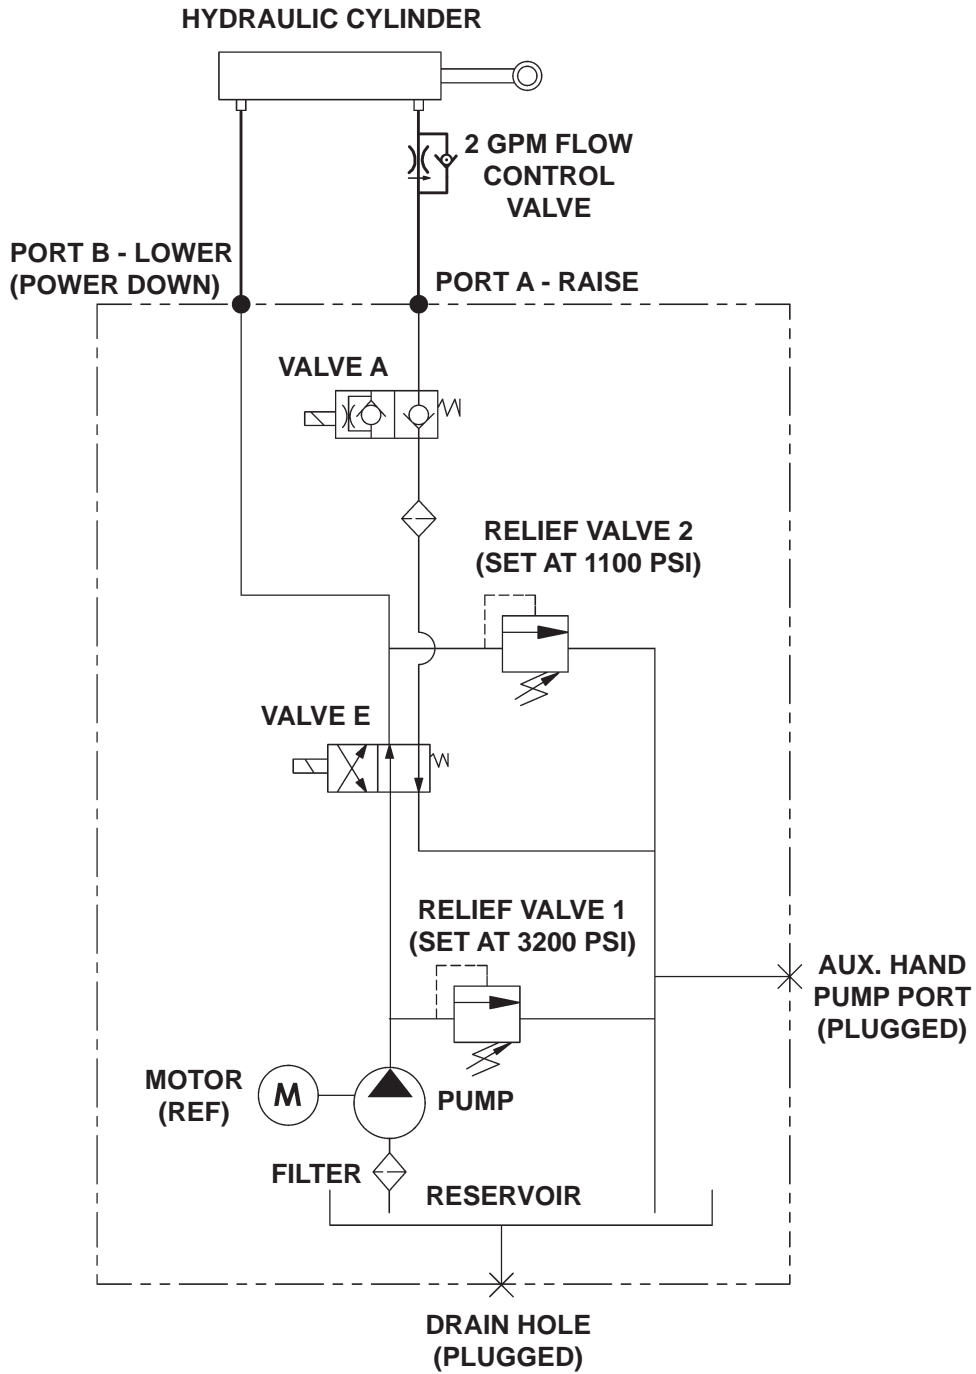 HYDRAULIC CYLINDER
2 GPM FLOW
CONTROL
VALVE
PORT B - LOWER
(POWER DOWN)
PORT A - RAISE
VALVE A
RELIEF VALVE 2
(SET AT 1100 PSI)
VALVE E
RELIEF VALVE 1
(SET AT 3200 PSI)
AUX. HAND
PUMP PORT
(PLUGGED)
MOTOR
(REF)
M
PUMP
FILTER
RESERVOIR
DRAIN HOLE
(PLUGGED)